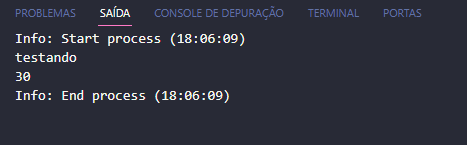 PROBLEMAS SAÍDA CONSOLE DE DEPURAÇÃO TERMINAL PORTAS
Info: Start process (18:06:09)
testando
30
Info: End process (18:06:09)